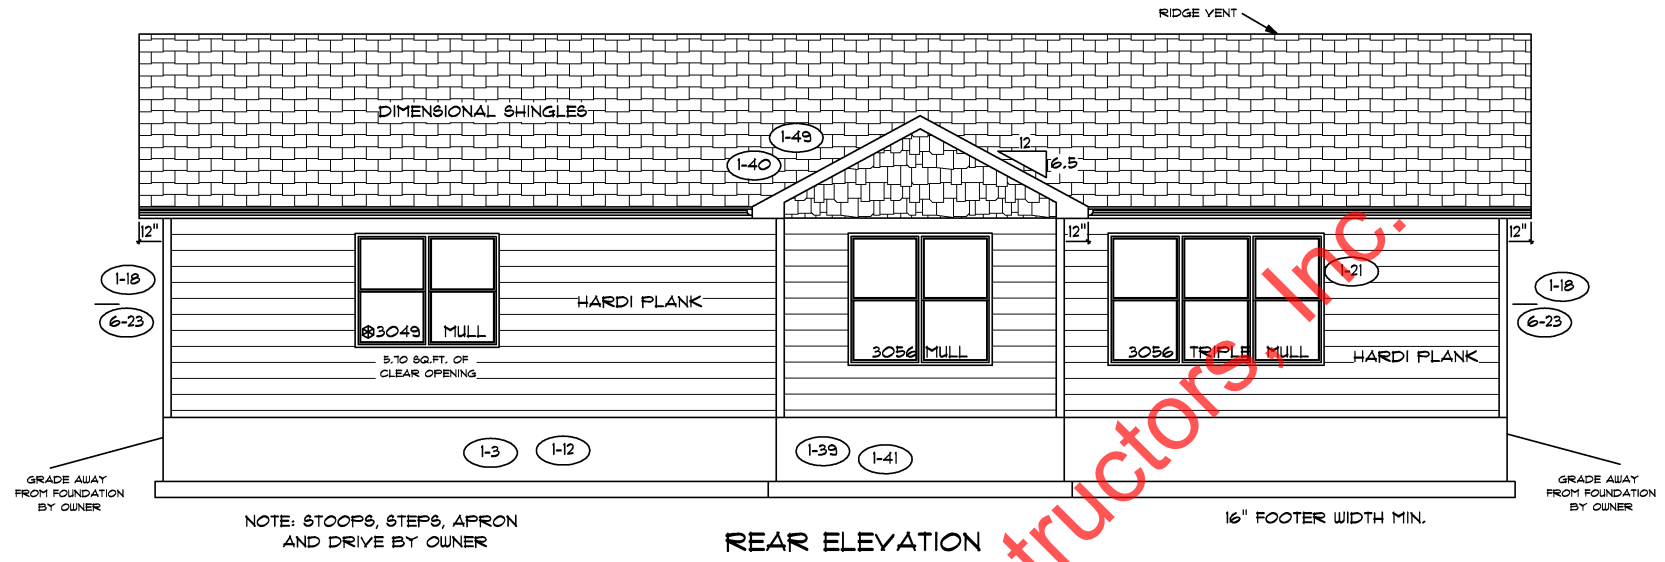 RIDGE VENT
DIMENSIONAL SHINGLES
1-49
1-40
12
6.5
12"
12"
12"
1-18
6-23
1-21
1-18
6-23
HARDI PLANK
3049 MULL
5.70 SQ.FT. OF
CLEAR OPENING
3056 MULL
3056 TRIPLE MULL
HARDI PLANK
1-3
1-12
1-39
1-41
GRADE AWAY
FROM FOUNDATION
BY OWNER
GRADE AWAY
FROM FOUNDATION
BY OWNER
NOTE: STOOPS, STEPS, APRON
AND DRIVE BY OWNER
REAR ELEVATION
16" FOOTER WIDTH MIN.
tructors, Inc.